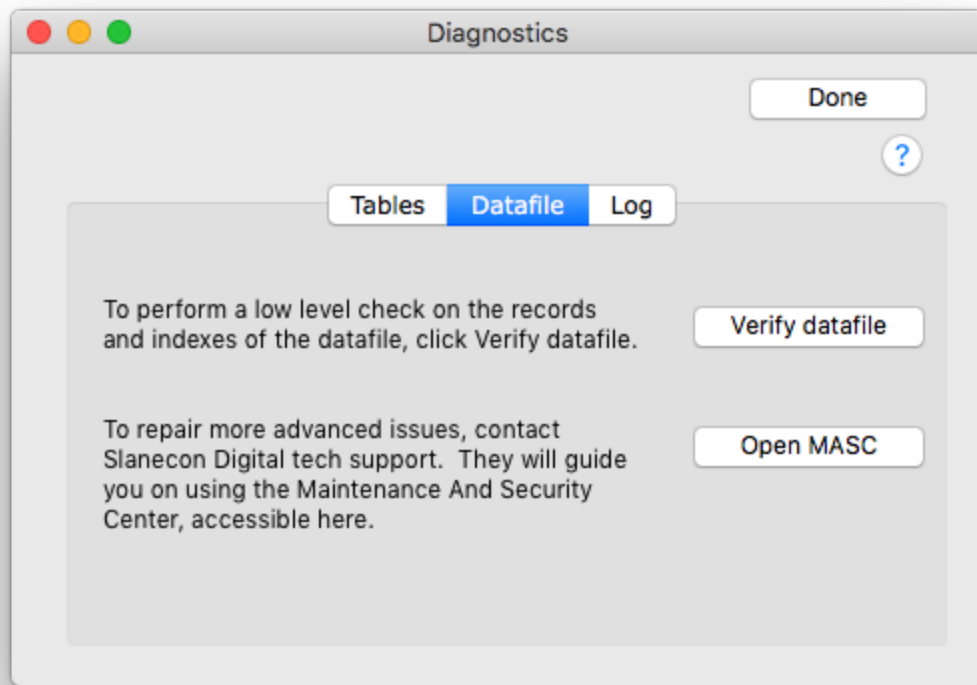 Diagnostics
Done
?
Tables Datafile Log
To perform a low level check on the records
and indexes of the datafile, click Verify datafile.
Verify datafile
To repair more advanced issues, contact
Slanecon Digital tech support.  They will guide
you on using the Maintenance And Security
Center, accessible here.
Open MASC